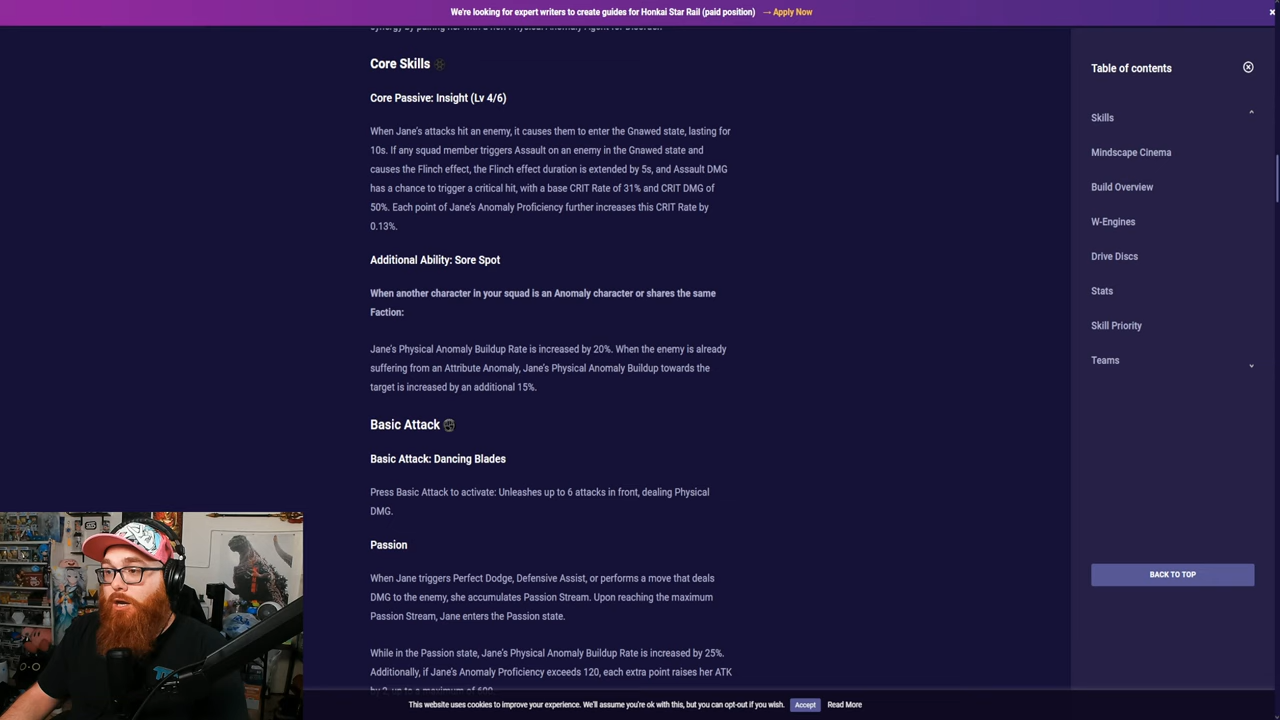 We're looking for expert writers to create guides for Honkai Star Rail (paid position) → Apply Now
Core Skills
Core Passive: Insight (Lv 4/6)
When Jane's attacks hit an enemy, it causes them to enter the Gnawed state, lasting for
10s. If any squad member triggers Assault on an enemy in the Gnawed state and
causes the Flinch effect, the Flinch effect duration is extended by 5s, and Assault DMG
has a chance to trigger a critical hit, with a base CRIT Rate of 31% and CRIT DMG of
50%. Each point of Jane's Anomaly Proficiency further increases this CRIT Rate by
0.13%.
Additional Ability: Sore Spot
When another character in your squad is an Anomaly character or shares the same
Faction:
Jane's Physical Anomaly Buildup Rate is increased by 20%. When the enemy is already
suffering from an Attribute Anomaly, Jane's Physical Anomaly Buildup towards the
target is increased by an additional 15%.
Basic Attack
Basic Attack: Dancing Blades
Press Basic Attack to activate: Unleashes up to 6 attacks in front, dealing Physical
DMG.
Passion
When Jane triggers Perfect Dodge, Defensive Assist, or performs a move that deals
DMG to the enemy, she accumulates Passion Stream. Upon reaching the maximum
Passion Stream, Jane enters the Passion state.
While in the Passion state, Jane's Physical Anomaly Buildup Rate is increased by 25%.
Additionally, if Jane's Anomaly Proficiency exceeds 120, each extra point raises her ATK
by 2, up to a maximum of 600.
Table of contents
Skills
Mindscape Cinema
Build Overview
W-Engines
Drive Discs
Stats
Skill Priority
Teams
BACK TO TOP
This website uses cookies to improve your experience. We'll assume you're ok with this, but you can opt-out if you wish. Accept Read More